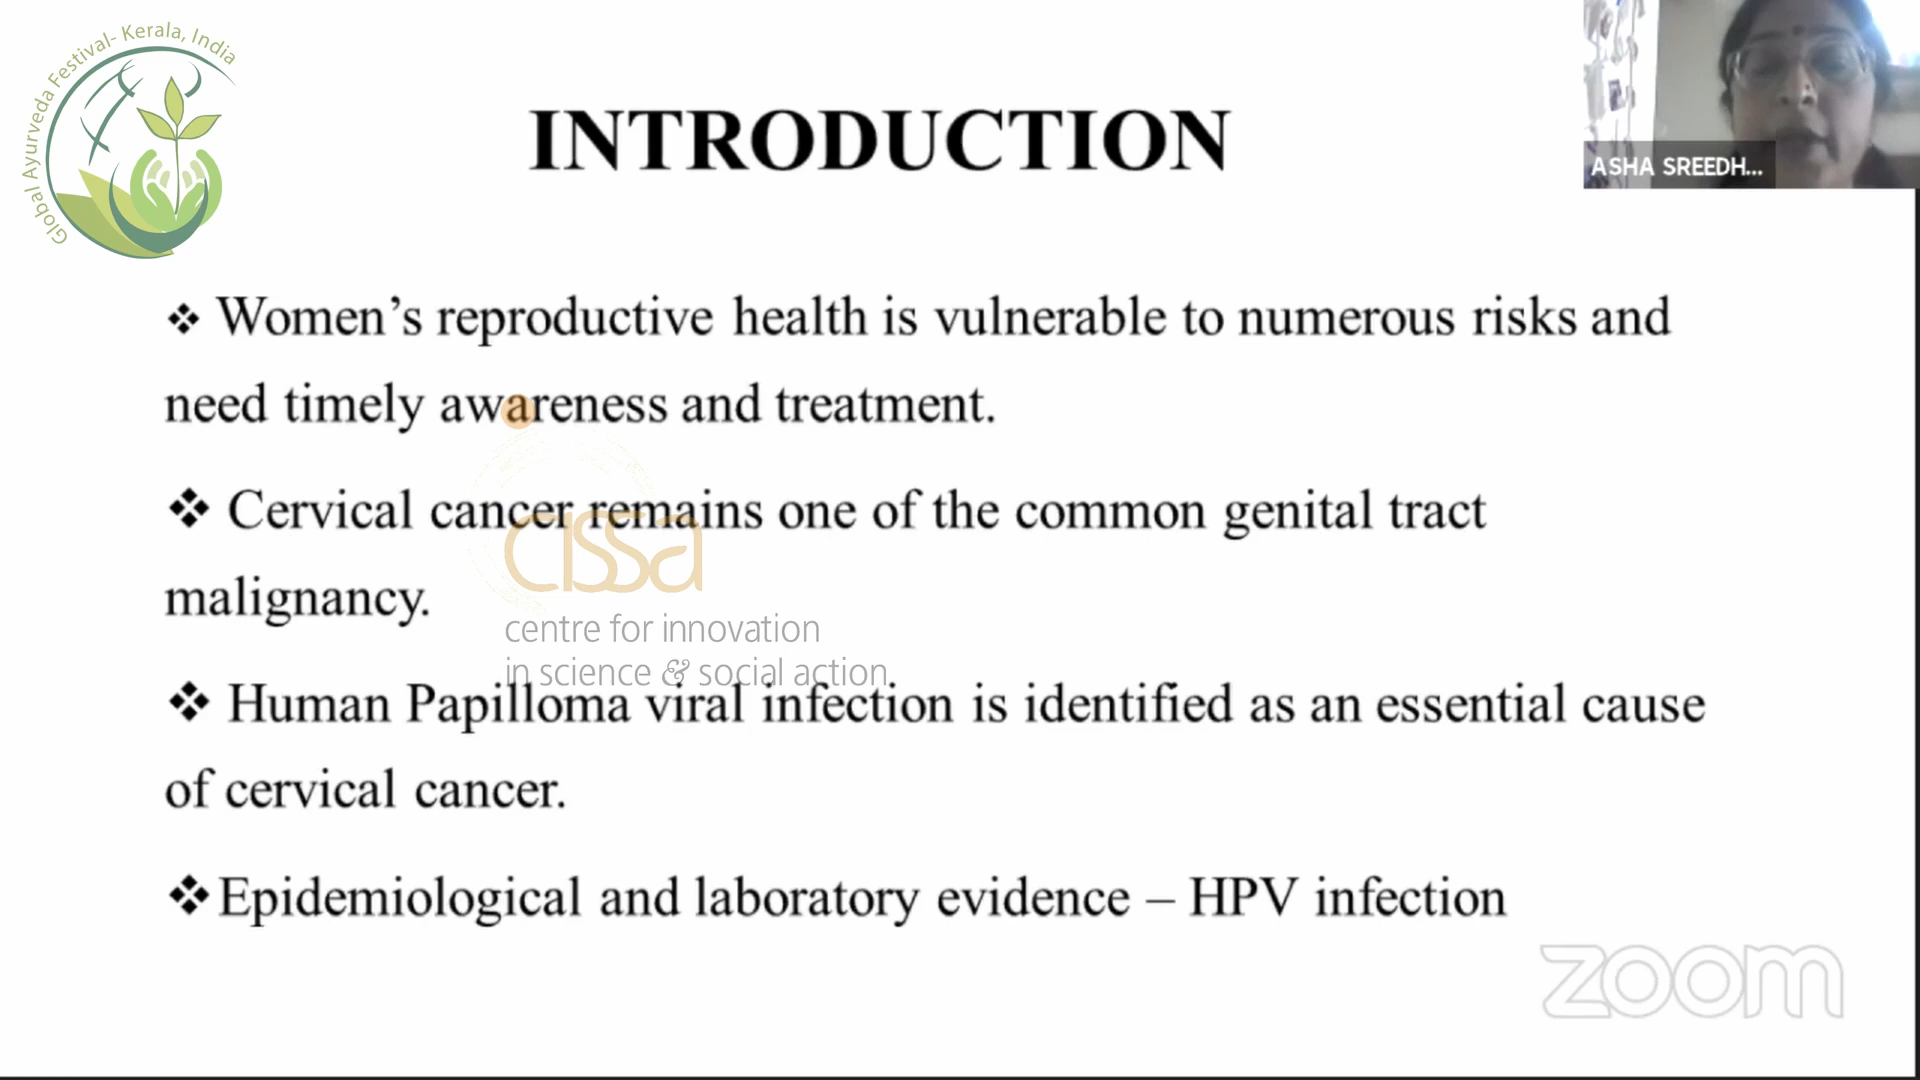 Global Ayurveda Festival- Kerala, India
INTRODUCTION
ASHA SREEDH...
❖ Women’s reproductive health is vulnerable to numerous risks and
need timely awareness and treatment.
❖ Cervical cancer remains one of the common genital tract
malignancy.
cissa
centre for innovation
in science & social action
❖ Human Papilloma viral infection is identified as an essential cause
of cervical cancer.
❖ Epidemiological and laboratory evidence – HPV infection
zoom